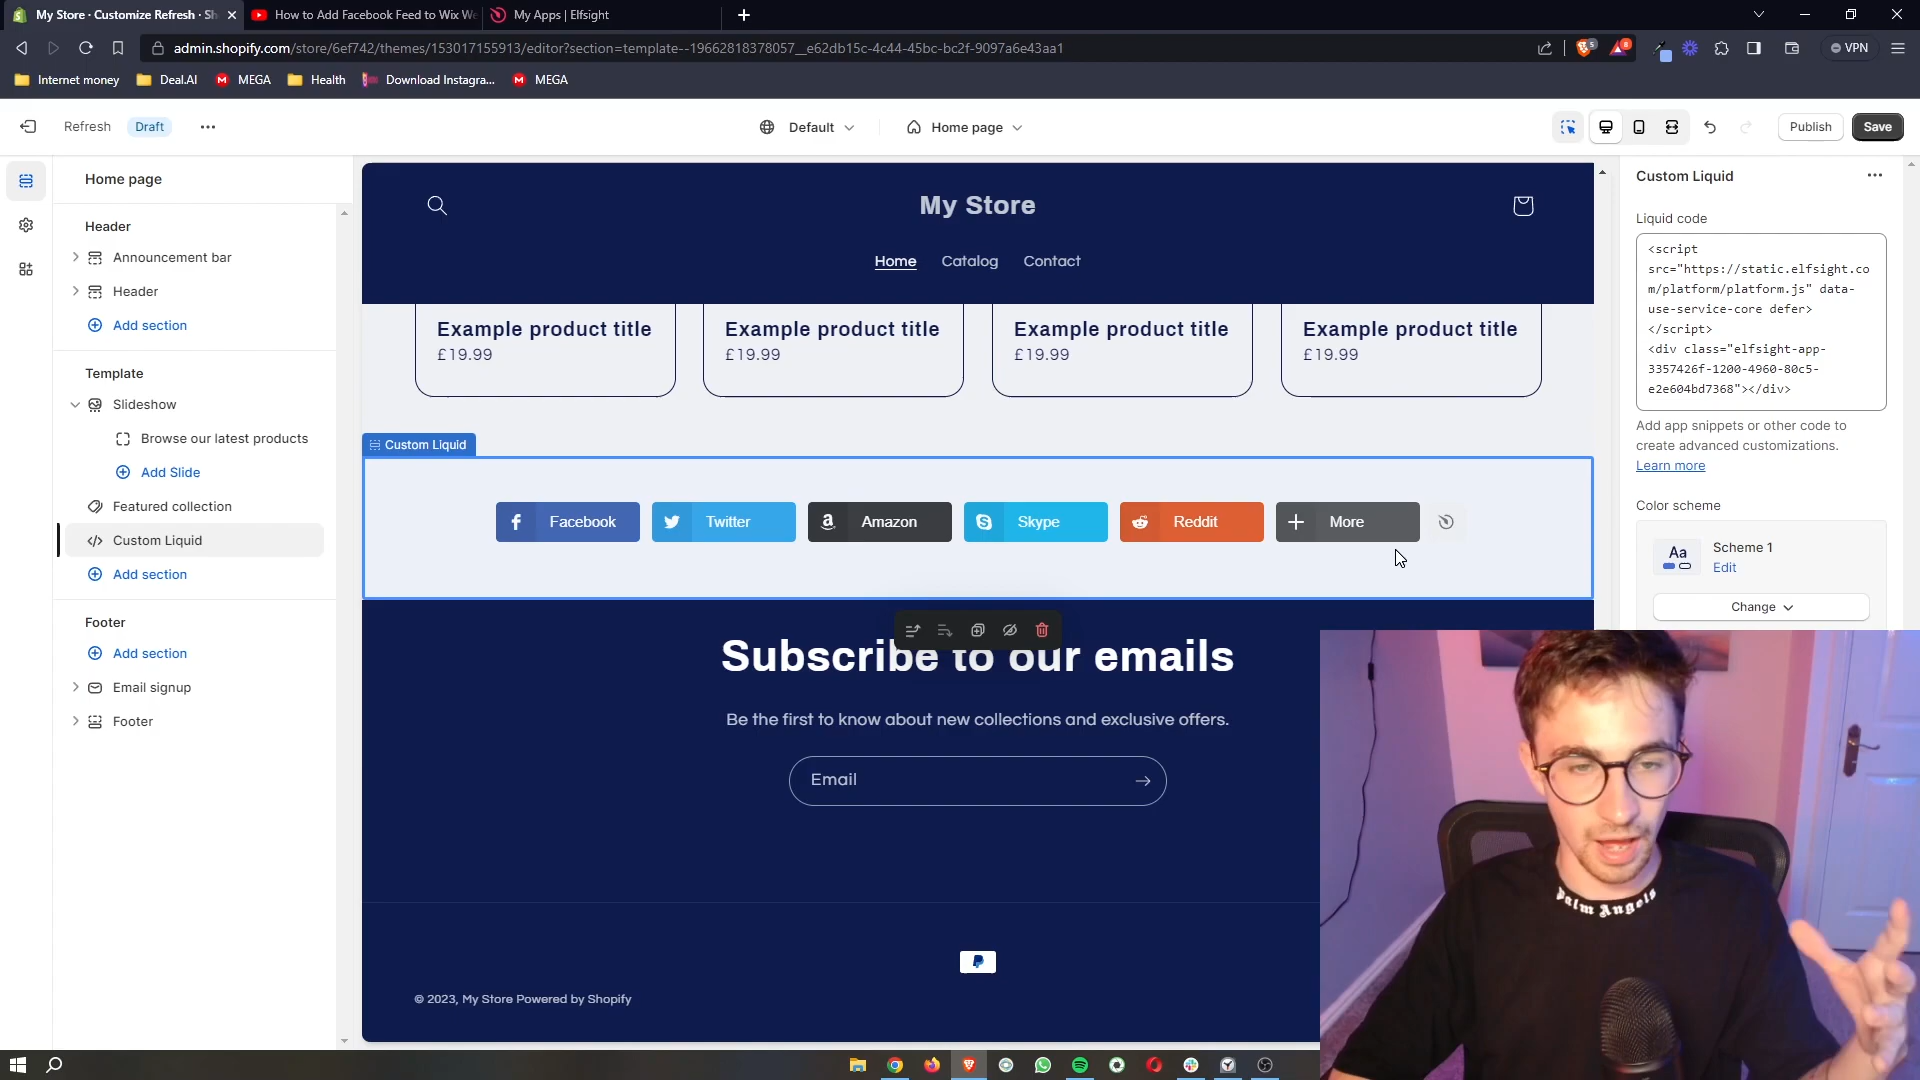 My Store · Customize Refresh · Sh
How to Add Facebook Feed to Wix We
My Apps | Elfsight
admin.shopify.com/store/6ef742/themes/153017155913/editor?section=template--19662818378057__e62db15c-4c44-45bc-bc2f-9097a6e43aa1
5
8
VPN
Internet money
Deal.AI
MEGA
Health
Download Instagra...
MEGA
Refresh
Draft
Default
Home page
Publish
Save
Home page
Header
Announcement bar
Header
Add section
Template
Slideshow
Browse our latest products
Add Slide
Featured collection
Custom Liquid
Add section
Footer
Add section
Email signup
Footer
My Store
Home
Catalog
Contact
Example product title
£19.99
Example product title
£19.99
Example product title
£19.99
Example product title
£19.99
Custom Liquid
Facebook
Twitter
Amazon
Skype
Reddit
More
Subscribe to our emails
Be the first to know about new collections and exclusive offers.
Email
© 2023, My Store Powered by Shopify
Custom Liquid
Liquid code
<script
src="https://static.elfsight.co
m/platform/platform.js" data-
use-service-core defer>
</script>
<div class="elfsight-app-
3357426f-1200-4960-80c5-
e2e604bd7368"></div>
Add app snippets or other code to
create advanced customizations.
Learn more
Color scheme
Aa
Scheme 1
Edit
Change
Palm Angels